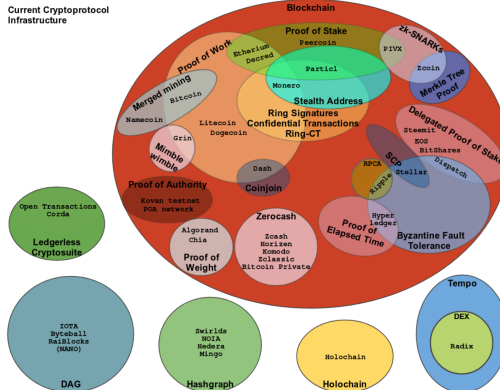 Current Cryptoprotocol
Infrastructure
Blockchain
Proof of Stake
Peercoin
zk-SNARKs
PIVX
Zcoin
Merkle Tree
Proof
Proof of Work
Etherium
Decred
Particl
Monero
Stealth Address
Ring Signatures
Confidential Transactions
Ring-CT
Merged mining
Bitcoin
Namecoin
Litecoin
Dogecoin
Grin
Mimble
wimble
Delegated Proof of Stake
Steemit
EOS
BitShares
Dispatch
SCP
Stellar
RPCA
Ripple
Dash
Coinjoin
Proof of Authority
Kovan testnet
POA network
Algorand
Chia
Proof of
Weight
Zerocash
Zcash
Horizen
Komodo
Zclassic
Bitcoin Private
Hyper
ledger
Proof of
Elapsed Time
Byzantine Fault
Tolerance
Open Transactions
Corda
Ledgerless
Cryptosuite
IOTA
Byteball
RaiBlocks
(NANO)
DAG
Swirlds
NOIA
Hedera
Mingo
Hashgraph
Holochain
Holochain
Tempo
DEX
Radix